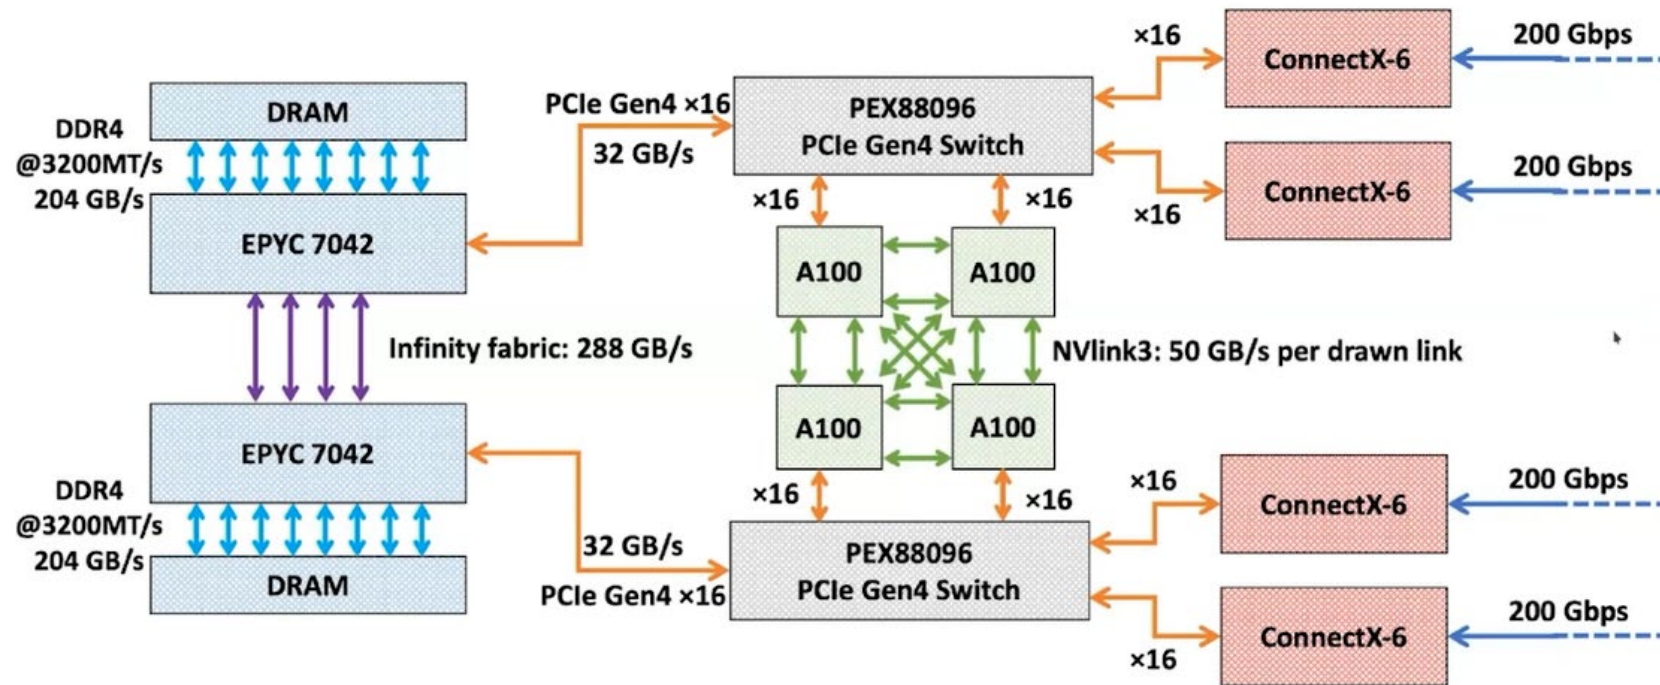 DRAM
DDR4
@3200MT/s
204 GB/s
EPYC 7042
Infinity fabric: 288 GB/s
EPYC 7042
DDR4
@3200MT/s
204 GB/s
DRAM
PCIe Gen4 ×16
32 GB/s
PEX88096
PCIe Gen4 Switch
×16
×16
A100
A100
NVlink3: 50 GB/s per drawn link
A100
A100
×16
×16
32 GB/s
PCIe Gen4 ×16
PEX88096
PCIe Gen4 Switch
×16
ConnectX-6
200 Gbps
×16
ConnectX-6
200 Gbps
×16
ConnectX-6
200 Gbps
×16
ConnectX-6
200 Gbps